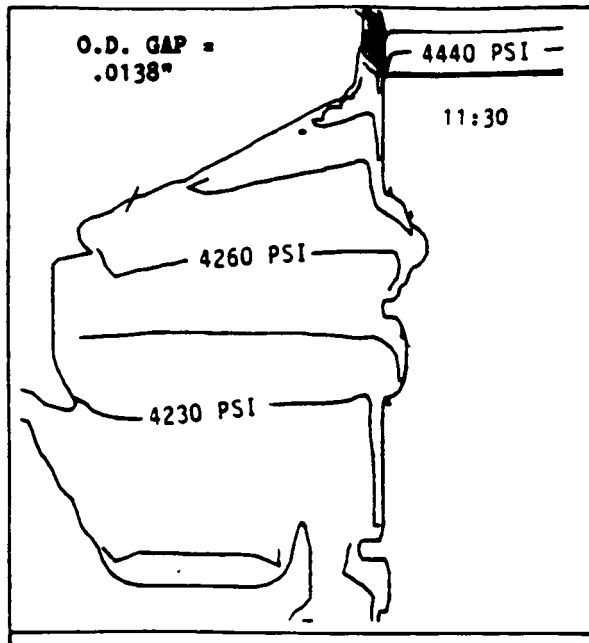 O.D. GAP =
.0138"
4440 PSI
11:30
4260 PSI
4230 PSI